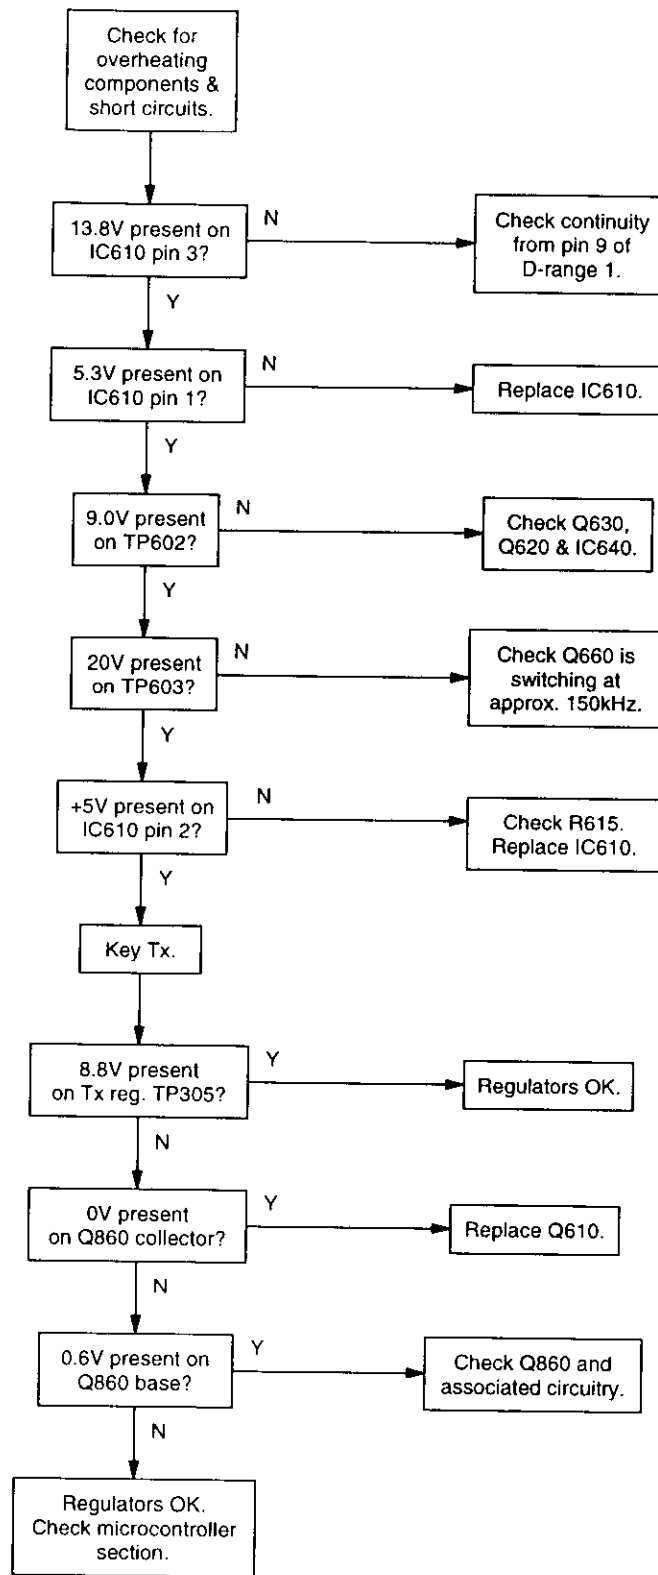 Check for
overheating
components &
short circuits.
13.8V present on
IC610 pin 3?
N
Check continuity
from pin 9 of
D-range 1.
Y
5.3V present on
IC610 pin 1?
N
Replace IC610.
Y
9.0V present
on TP602?
N
Check Q630,
Q620 & IC640.
Y
20V present
on TP603?
N
Check Q660 is
switching at
approx. 150kHz.
Y
+5V present on
IC610 pin 2?
N
Check R615.
Replace IC610.
Y
Key Tx.
8.8V present
on Tx reg. TP305?
Y
Regulators OK.
N
0V present
on Q860 collector?
Y
Replace Q610.
N
0.6V present on
Q860 base?
Y
Check Q860 and
associated circuitry.
N
Regulators OK.
Check microcontroller
section.